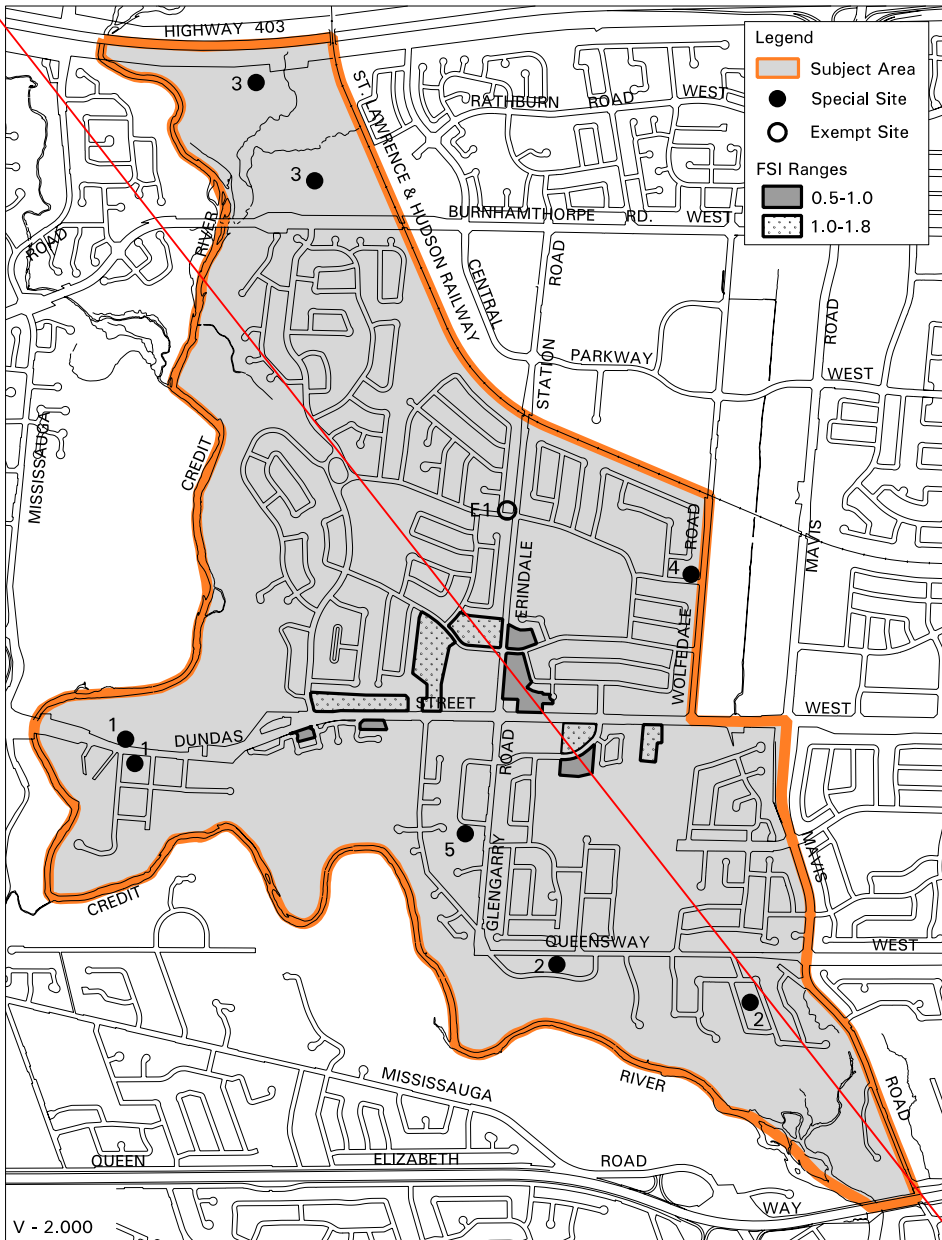 HIGHWAY 403
Legend
Subject Area
Special Site
Exempt Site
FSI Ranges
0.5-1.0
1.0-1.8
3
ST. LAWRENCE & HUDSON RAILWAY
RATHBURN ROAD WEST
3
BURNHAMTHORPE RD. WEST
ROAD
RIVER
CENTRAL
PARKWAY
WEST
ROAD
STATION
ERINDALE
ROAD
MISSISSAUGA
CREDIT
E1
4
ROAD
WOLFEDALE
MAVIS
STREET
WEST
1
1
DUNDAS
ROAD
GLENGARRY
5
MAVIS
CREDIT
QUEENSWAY
WEST
2
2
RIVER
MISSISSAUGA
ROAD
ROAD
QUEEN
ELIZABETH
WAY
V - 2.000